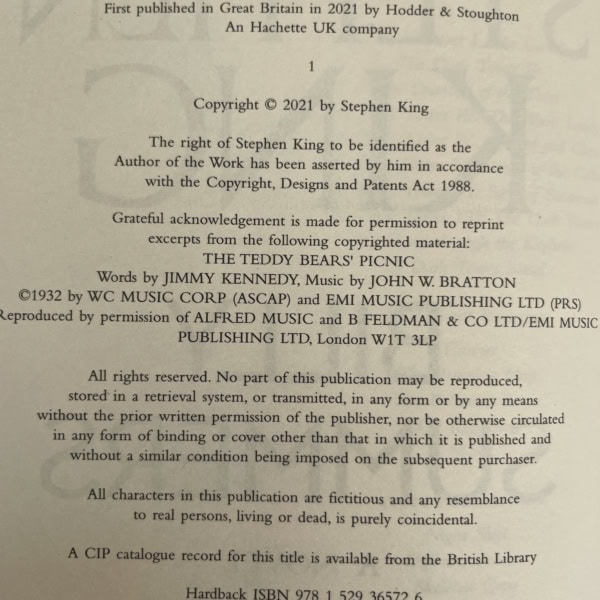 First published in Great Britain in 2021 by Hodder & Stoughton
An Hachette UK company
1
Copyright © 2021 by Stephen King
The right of Stephen King to be identified as the
Author of the Work has been asserted by him in accordance
with the Copyright, Designs and Patents Act 1988.
Grateful acknowledgement is made for permission to reprint
excerpts from the following copyrighted material:
THE TEDDY BEARS' PICNIC
Words by JIMMY KENNEDY, Music by JOHN W. BRATTON
©1932 by WC MUSIC CORP (ASCAP) and EMI MUSIC PUBLISHING LTD (PRS)
Reproduced by permission of ALFRED MUSIC and B FELDMAN & CO LTD/EMI MUSIC
PUBLISHING LTD, London W1T 3LP
All rights reserved. No part of this publication may be reproduced,
stored in a retrieval system, or transmitted, in any form or by any means
without the prior written permission of the publisher, nor be otherwise circulated
in any form of binding or cover other than that in which it is published and
without a similar condition being imposed on the subsequent purchaser.
All characters in this publication are fictitious and any resemblance
to real persons, living or dead, is purely coincidental.
A CIP catalogue record for this title is available from the British Library
Hardback ISBN 978 1 529 36572 6